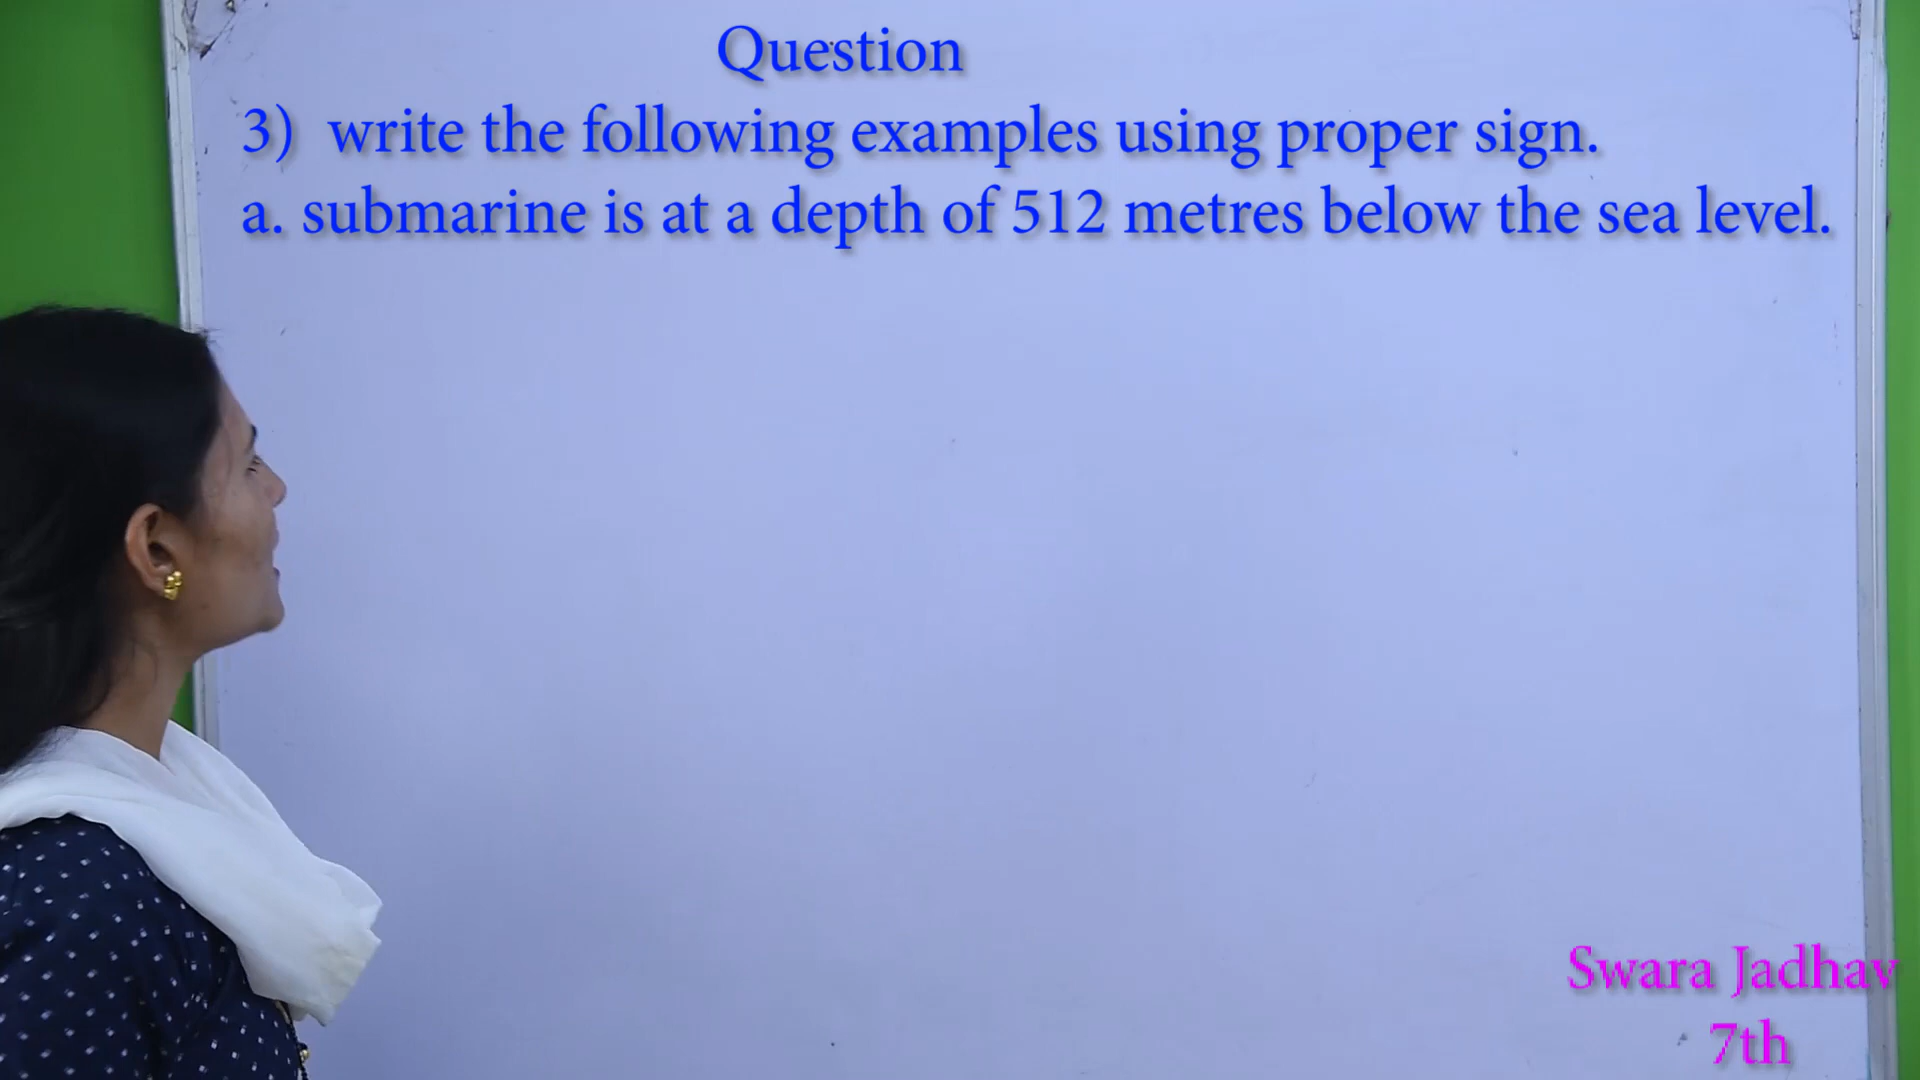 Question
3) write the following examples using proper sign.
a. submarine is at a depth of 512 metres below the sea level.
Swara Jadhav
7th